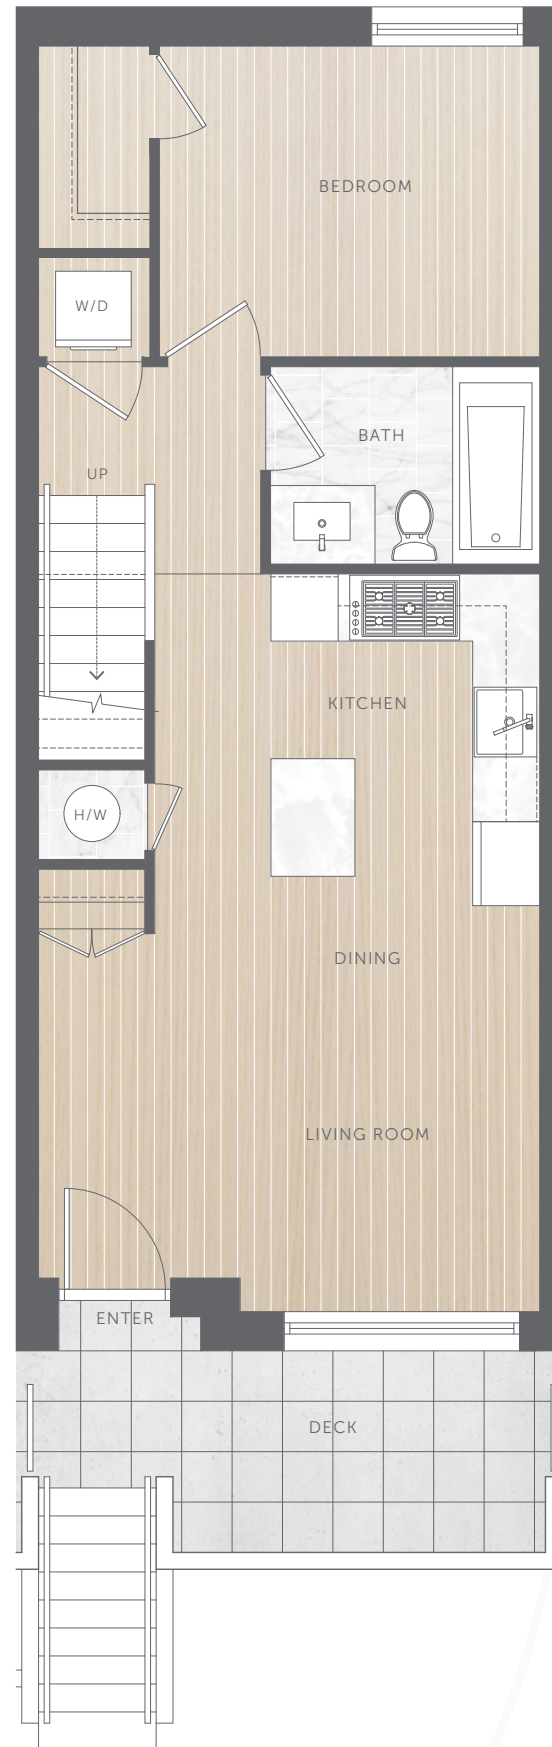 BEDROOM
W/D
BATH
UP
KITCHEN
H/W
DINING
LIVING ROOM
ENTER
DECK